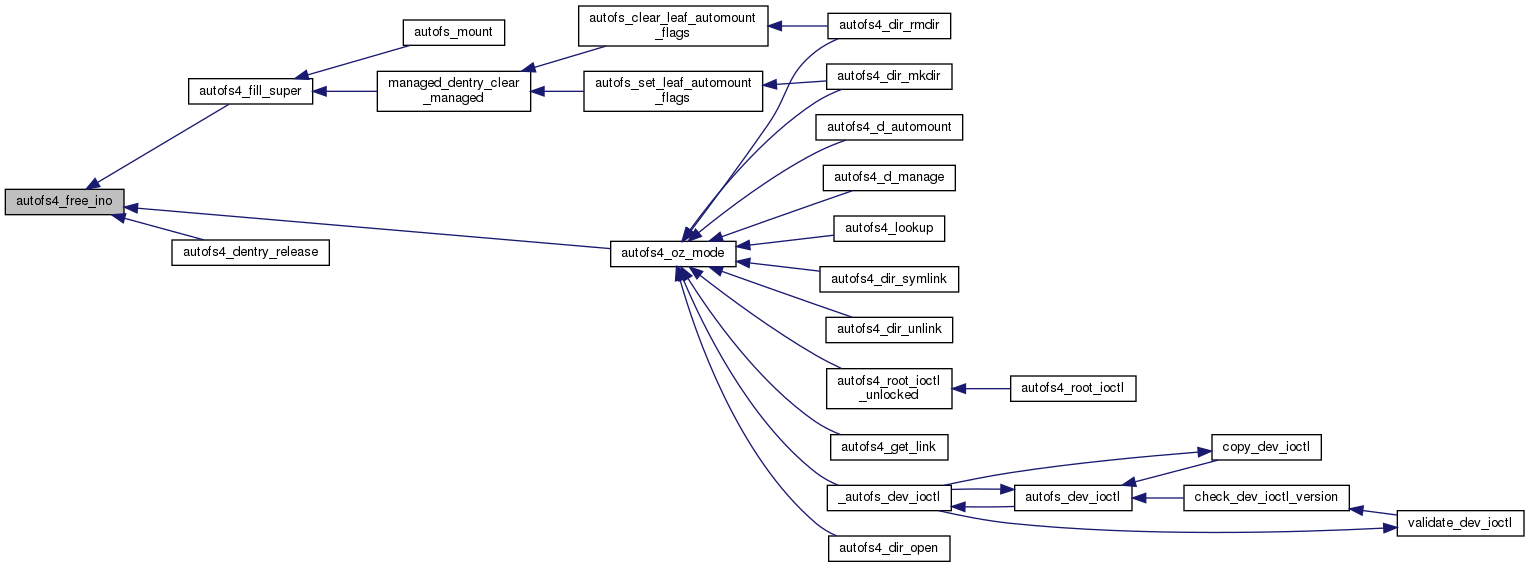 autofs_clear_leaf_automount
_flags
autofs4_dir_rmdir
autofs_mount
autofs4_fill_super
managed_dentry_clear
_managed
autofs_set_leaf_automount
_flags
autofs4_dir_mkdir
autofs4_d_automount
autofs4_d_manage
autofs4_free_ino
autofs4_lookup
autofs4_dentry_release
autofs4_oz_mode
autofs4_dir_symlink
autofs4_dir_unlink
autofs4_root_ioctl
_unlocked
autofs4_root_ioctl
autofs4_get_link
copy_dev_ioctl
_autofs_dev_ioctl
autofs_dev_ioctl
check_dev_ioctl_version
validate_dev_ioctl
autofs4_dir_open